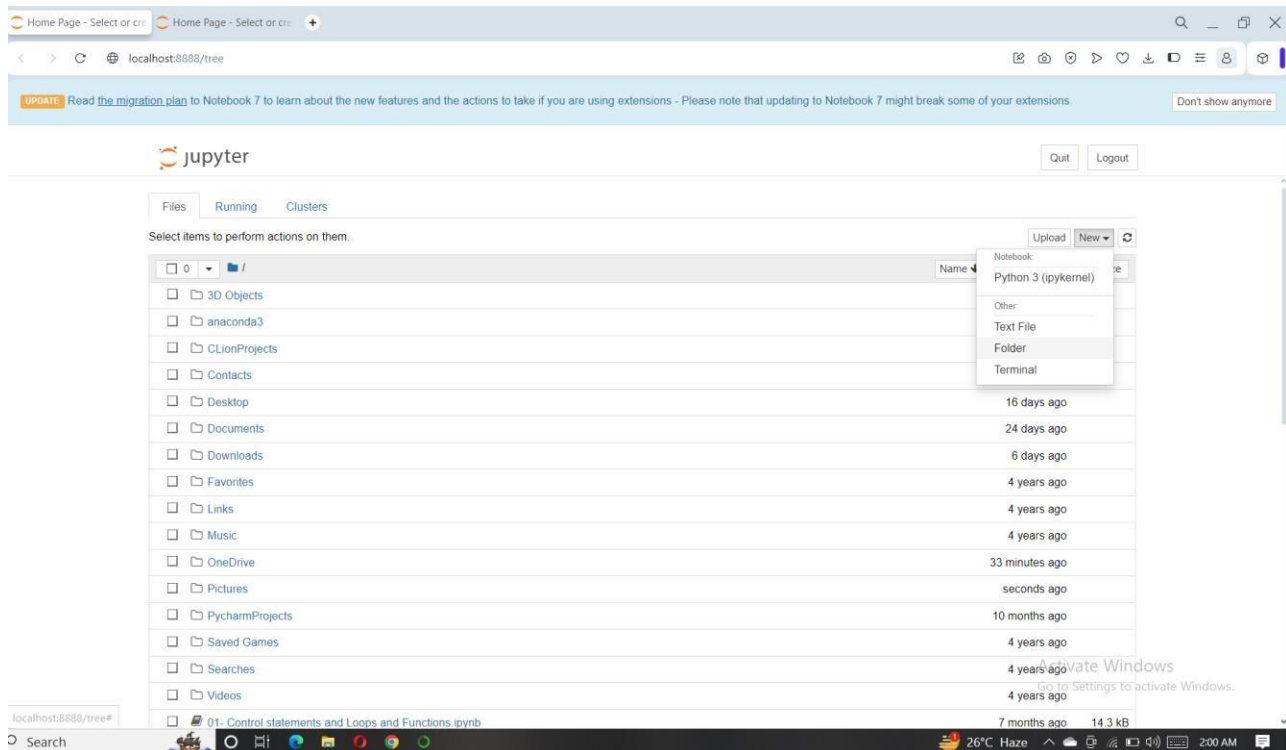 Home Page - Select or cre Home Page - Select or cre +
localhost:8888/tree
UPDATE Read the migration plan to Notebook 7 to learn about the new features and the actions to take if you are using extensions - Please note that updating to Notebook 7 might break some of your extensions. Don't show anymore
jupyter Quit Logout
Files Running Clusters
Select items to perform actions on them. Upload New
0 / Name
Notebook:
Python 3 (ipykernel)
Other:
Text File
Folder
Terminal
3D Objects
anaconda3
CLionProjects
Contacts
Desktop 16 days ago
Documents 24 days ago
Downloads 6 days ago
Favorites 4 years ago
Links 4 years ago
Music 4 years ago
OneDrive 33 minutes ago
Pictures seconds ago
PycharmProjects 10 months ago
Saved Games 4 years ago
Searches 4 years ago
Videos 4 years ago
01- Control statements and Loops and Functions.ipynb 7 months ago 14.3 kB
Activate Windows
Go to Settings to activate Windows.
localhost:8888/tree#
Search 26°C Haze 2:00 AM